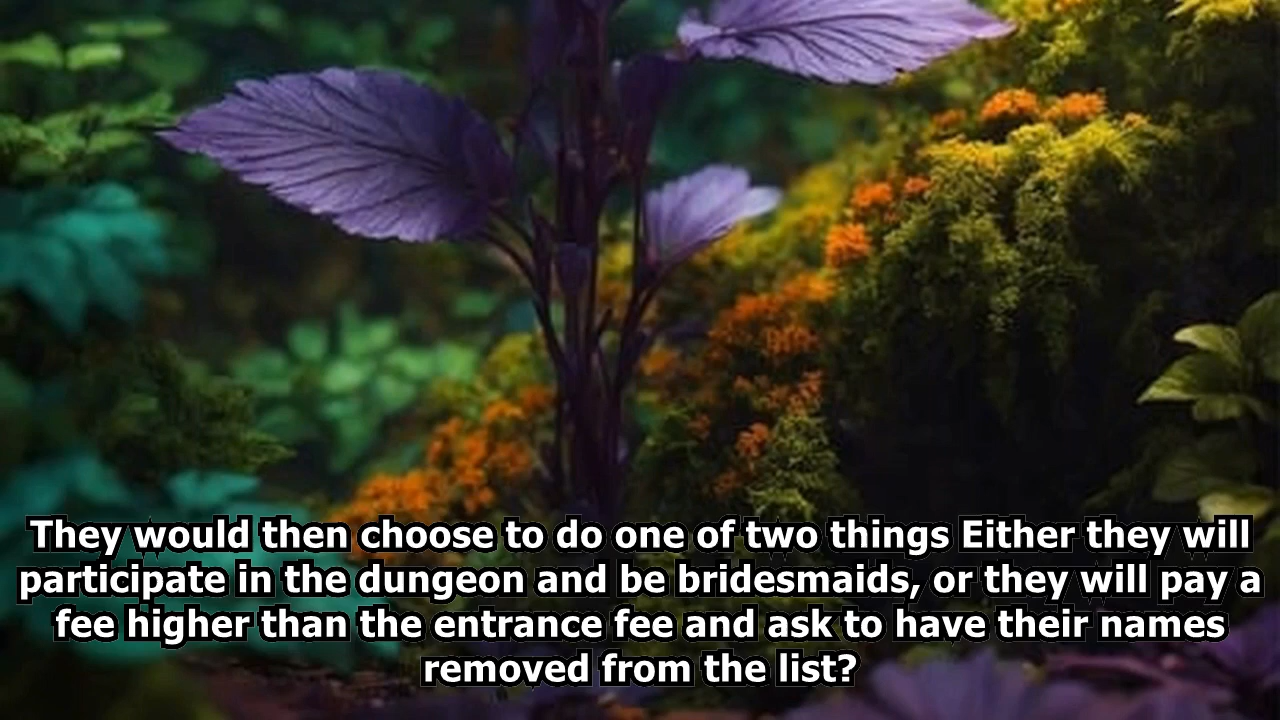 They would then choose to do one of two things Either they will
participate in the dungeon and be bridesmaids, or they will pay a
fee higher than the entrance fee and ask to have their names
removed from the list?